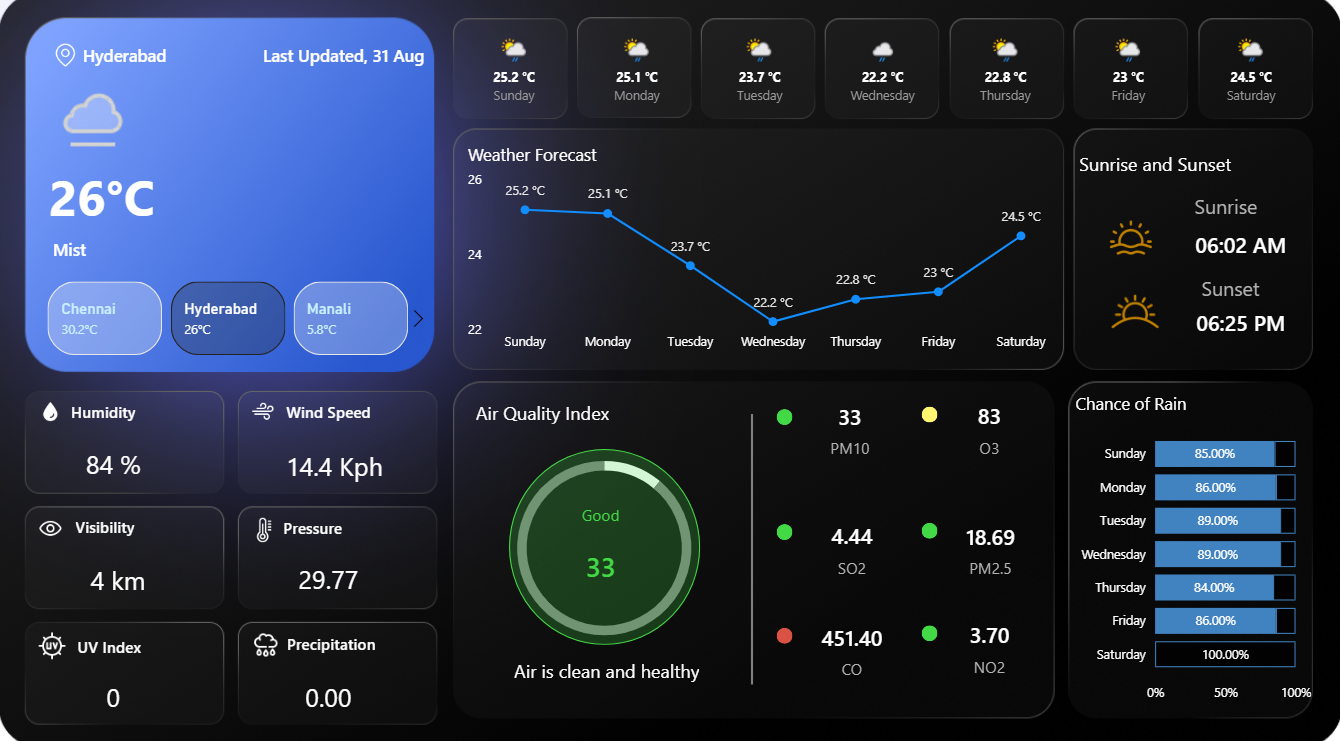 Hyderabad
Last Updated, 31 Aug
26°C
Mist
Chennai
30.2°C
Hyderabad
26°C
Manali
5.8°C
25.2 °C
Sunday
25.1 °C
Monday
23.7 °C
Tuesday
22.2 °C
Wednesday
22.8 °C
Thursday
23 °C
Friday
24.5 °C
Saturday
Weather Forecast
26
24
22
25.2 °C
25.1 °C
23.7 °C
22.2 °C
22.8 °C
23 °C
24.5 °C
Sunday
Monday
Tuesday
Wednesday
Thursday
Friday
Saturday
Sunrise and Sunset
Sunrise
06:02 AM
Sunset
06:25 PM
Humidity
84 %
Wind Speed
14.4 Kph
Visibility
4 km
Pressure
29.77
UV
UV Index
0
Precipitation
0.00
Air Quality Index
Good
33
Air is clean and healthy
33
PM10
83
O3
4.44
SO2
18.69
PM2.5
451.40
CO
3.70
NO2
Chance of Rain
Sunday 85.00%
Monday 86.00%
Tuesday 89.00%
Wednesday 89.00%
Thursday 84.00%
Friday 86.00%
Saturday 100.00%
0% 50% 100%